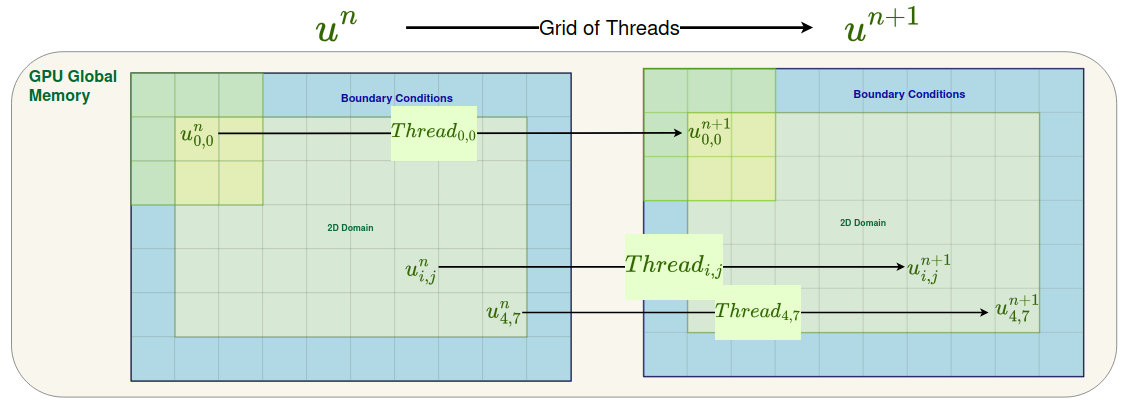 u^n Grid of Threads u^{n+1}
GPU Global
Memory
Boundary Conditions Boundary Conditions
u^n_{0,0} Thread_{0,0} u^{n+1}_{0,0}
2D Domain 2D Domain
u^n_{i,j} Thread_{i,j} u^{n+1}_{i,j}
u^n_{4,7} Thread_{4,7} u^{n+1}_{4,7}